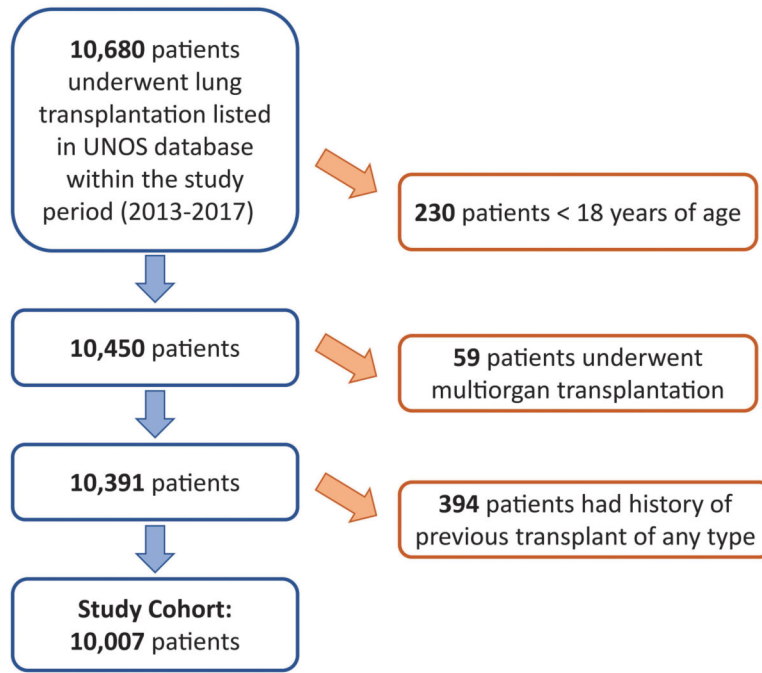 10,680 patients
underwent lung
transplantation listed
in UNOS database
within the study
period (2013-2017)
230 patients < 18 years of age
10,450 patients
59 patients underwent
multiorgan transplantation
10,391 patients
394 patients had history of
previous transplant of any type
Study Cohort:
10,007 patients